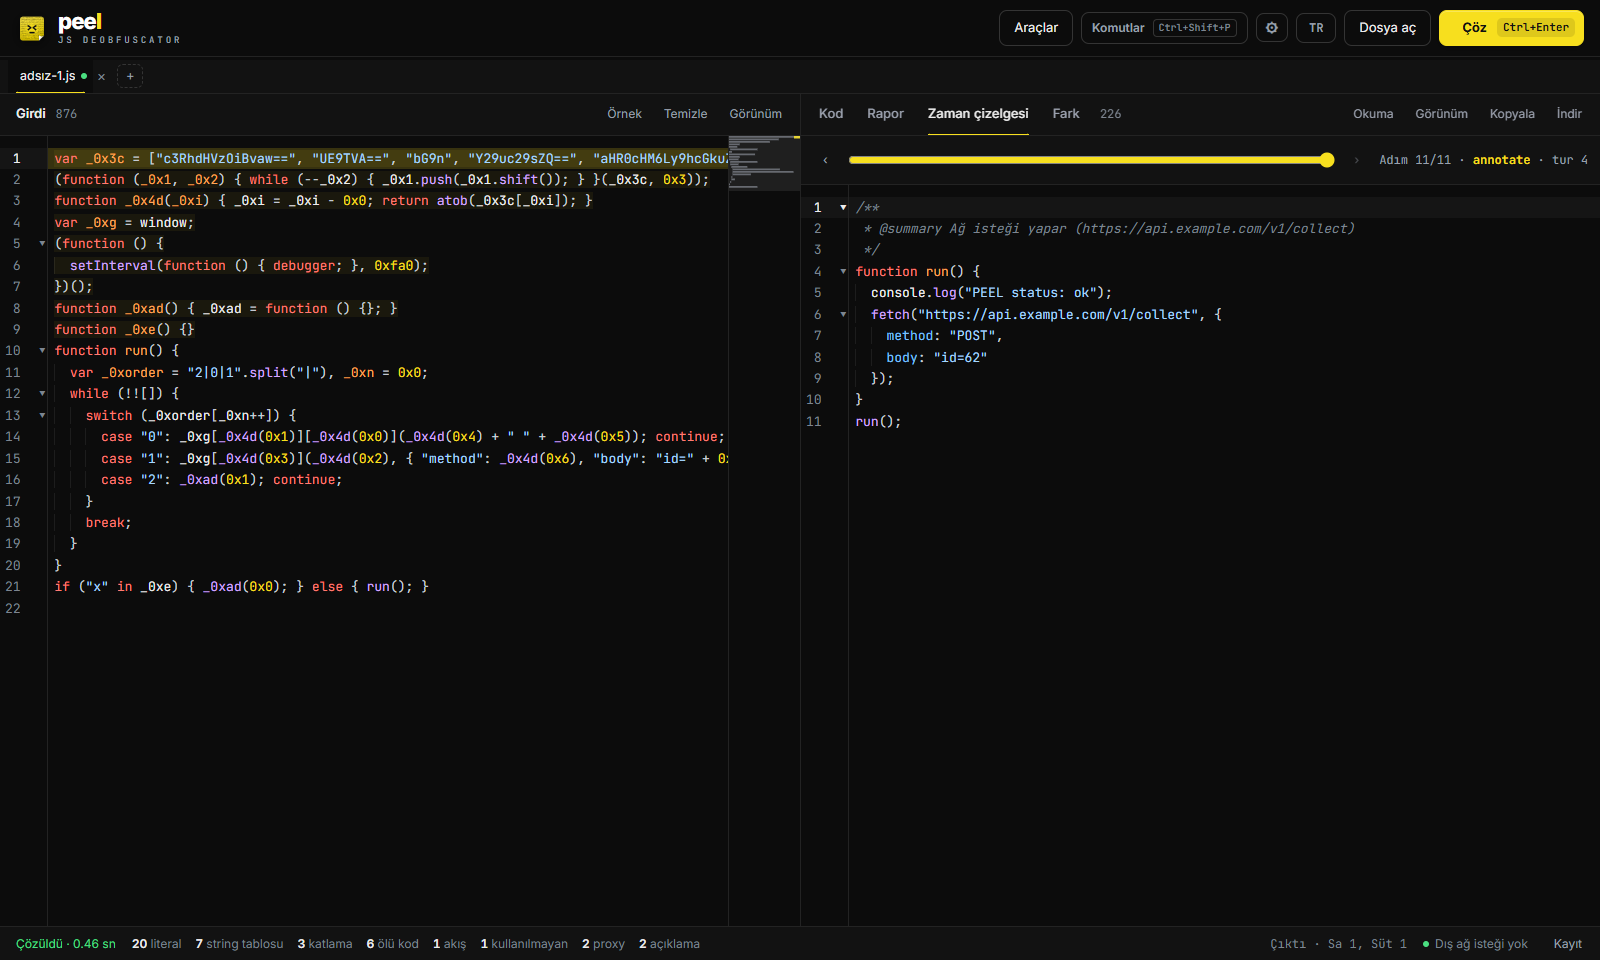 peel
JS DEOBFUSCATOR
Araçlar
Komutlar Ctrl+Shift+P
TR
Dosya aç
Çöz Ctrl+Enter
adsız-1.js
Girdi 876
Örnek Temizle Görünüm
1 var _0x3c = ["c3RhdHVzOiBvaw==", "UE9TVA==", "bG9n", "Y29uc29sZQ==", "aHR0cHM6Ly9hcGku
2 (function (_0x1, _0x2) { while (--_0x2) { _0x1.push(_0x1.shift()); } }(_0x3c, 0x3));
3 function _0x4d(_0xi) { _0xi = _0xi - 0x0; return atob(_0x3c[_0xi]); }
4 var _0xg = window;
5 (function () {
6 setInterval(function () { debugger; }, 0xfa0);
7 })();
8 function _0xad() { _0xad = function () {}; }
9 function _0xe() {}
10 function run() {
11 var _0xorder = "2|0|1".split("|"), _0xn = 0x0;
12 while (!![]) {
13 switch (_0xorder[_0xn++]) {
14 case "0": _0xg[_0x4d(0x1)][_0x4d(0x0)](_0x4d(0x4) + " " + _0x4d(0x5)); continue;
15 case "1": _0xg[_0x4d(0x3)](_0x4d(0x2), { "method": _0x4d(0x6), "body": "id=" + 0x
16 case "2": _0xad(0x1); continue;
17 }
18 break;
19 }
20 }
21 if ("x" in _0xe) { _0xad(0x0); } else { run(); }
22
Kod Rapor Zaman çizelgesi Fark 226
Okuma Görünüm Kopyala İndir
Adım 11/11 · annotate · tur 4
1 /**
2 * @summary Ağ isteği yapar (https://api.example.com/v1/collect)
3 */
4 function run() {
5 console.log("PEEL status: ok");
6 fetch("https://api.example.com/v1/collect", {
7 method: "POST",
8 body: "id=62"
9 });
10 }
11 run();
Çözüldü · 0.46 sn 20 literal 7 string tablosu 3 katlama 6 ölü kod 1 akış 1 kullanılmayan 2 proxy 2 açıklama
Çıktı · Sa 1, Süt 1 Dış ağ isteği yok Kayıt